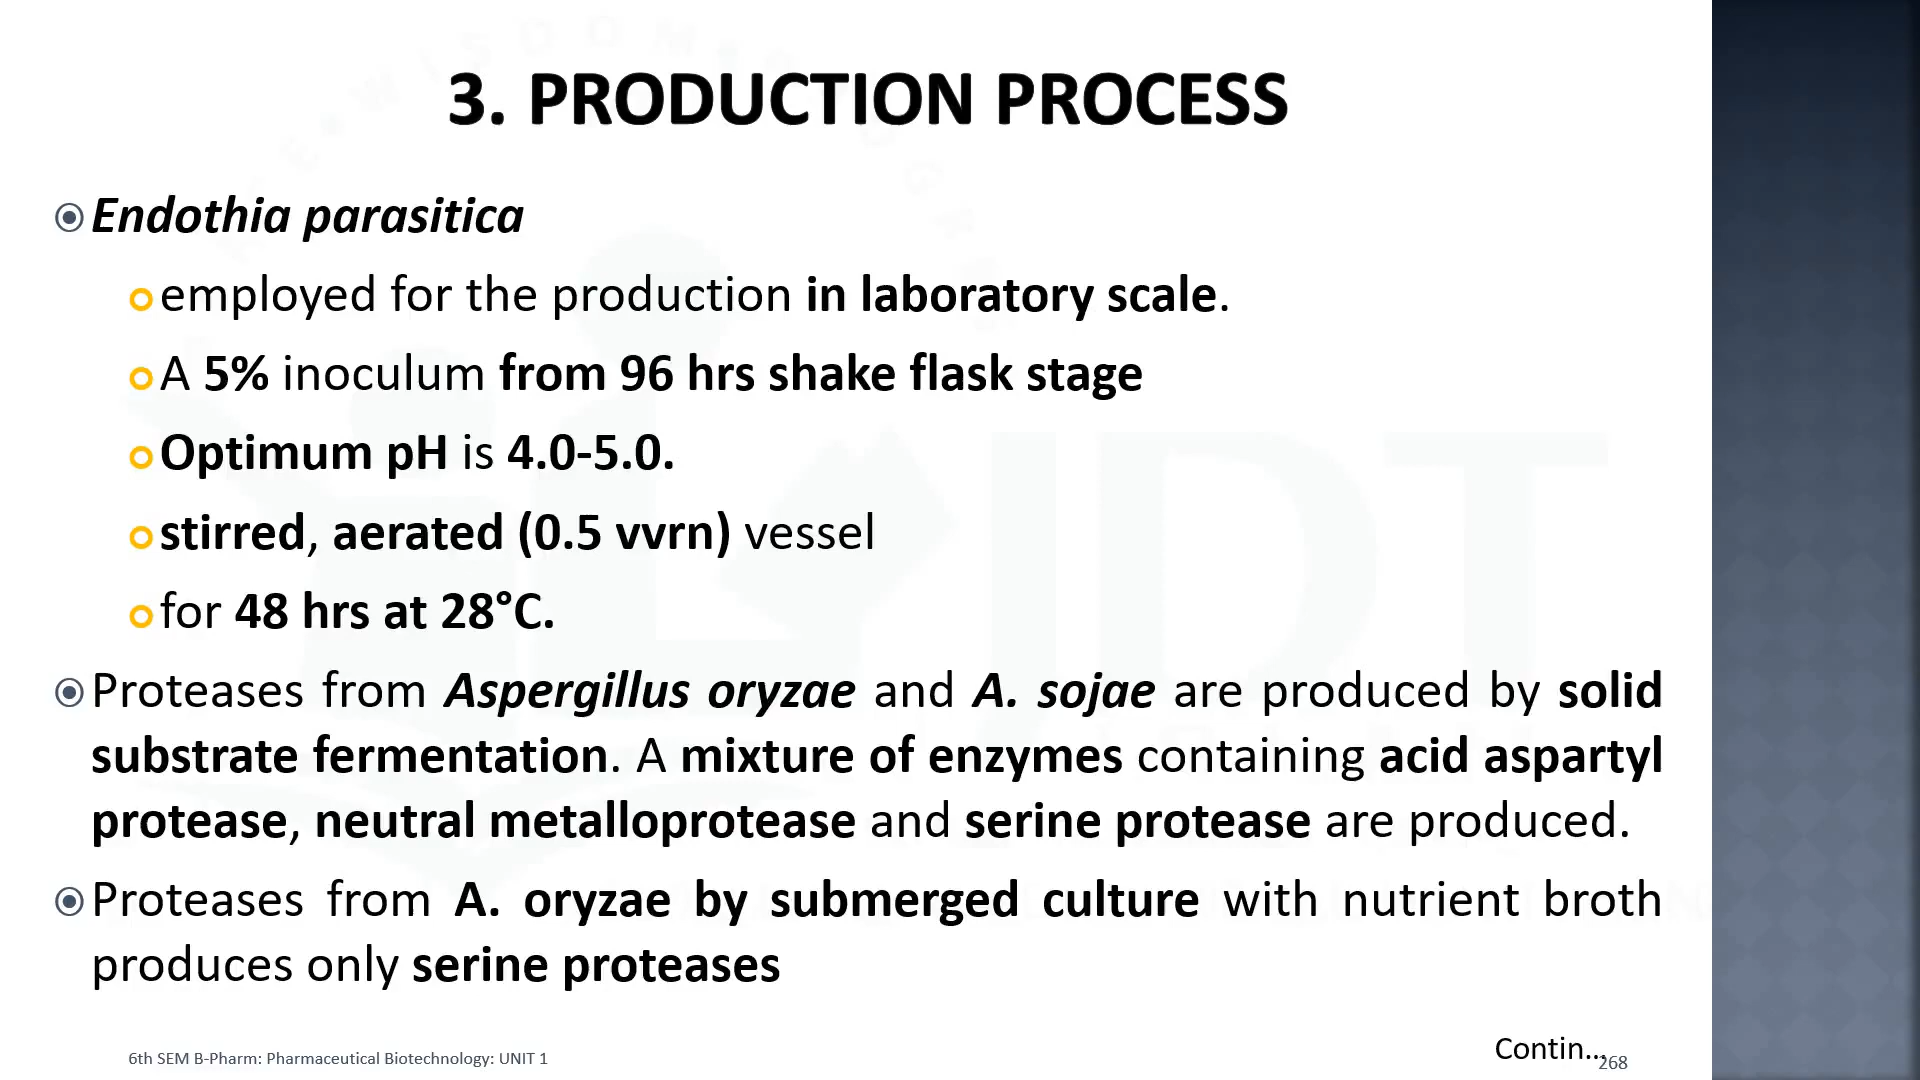 3. PRODUCTION PROCESS
Endothia parasitica
employed for the production in laboratory scale.
A 5% inoculum from 96 hrs shake flask stage
Optimum pH is 4.0-5.0.
stirred, aerated (0.5 vvrn) vessel
for 48 hrs at 28°C.
Proteases from Aspergillus oryzae and A. sojae are produced by solid
substrate fermentation. A mixture of enzymes containing acid aspartyl
protease, neutral metalloprotease and serine protease are produced.
Proteases from A. oryzae by submerged culture with nutrient broth
produces only serine proteases
Contin...
6th SEM B-Pharm: Pharmaceutical Biotechnology: UNIT 1
268
JDT